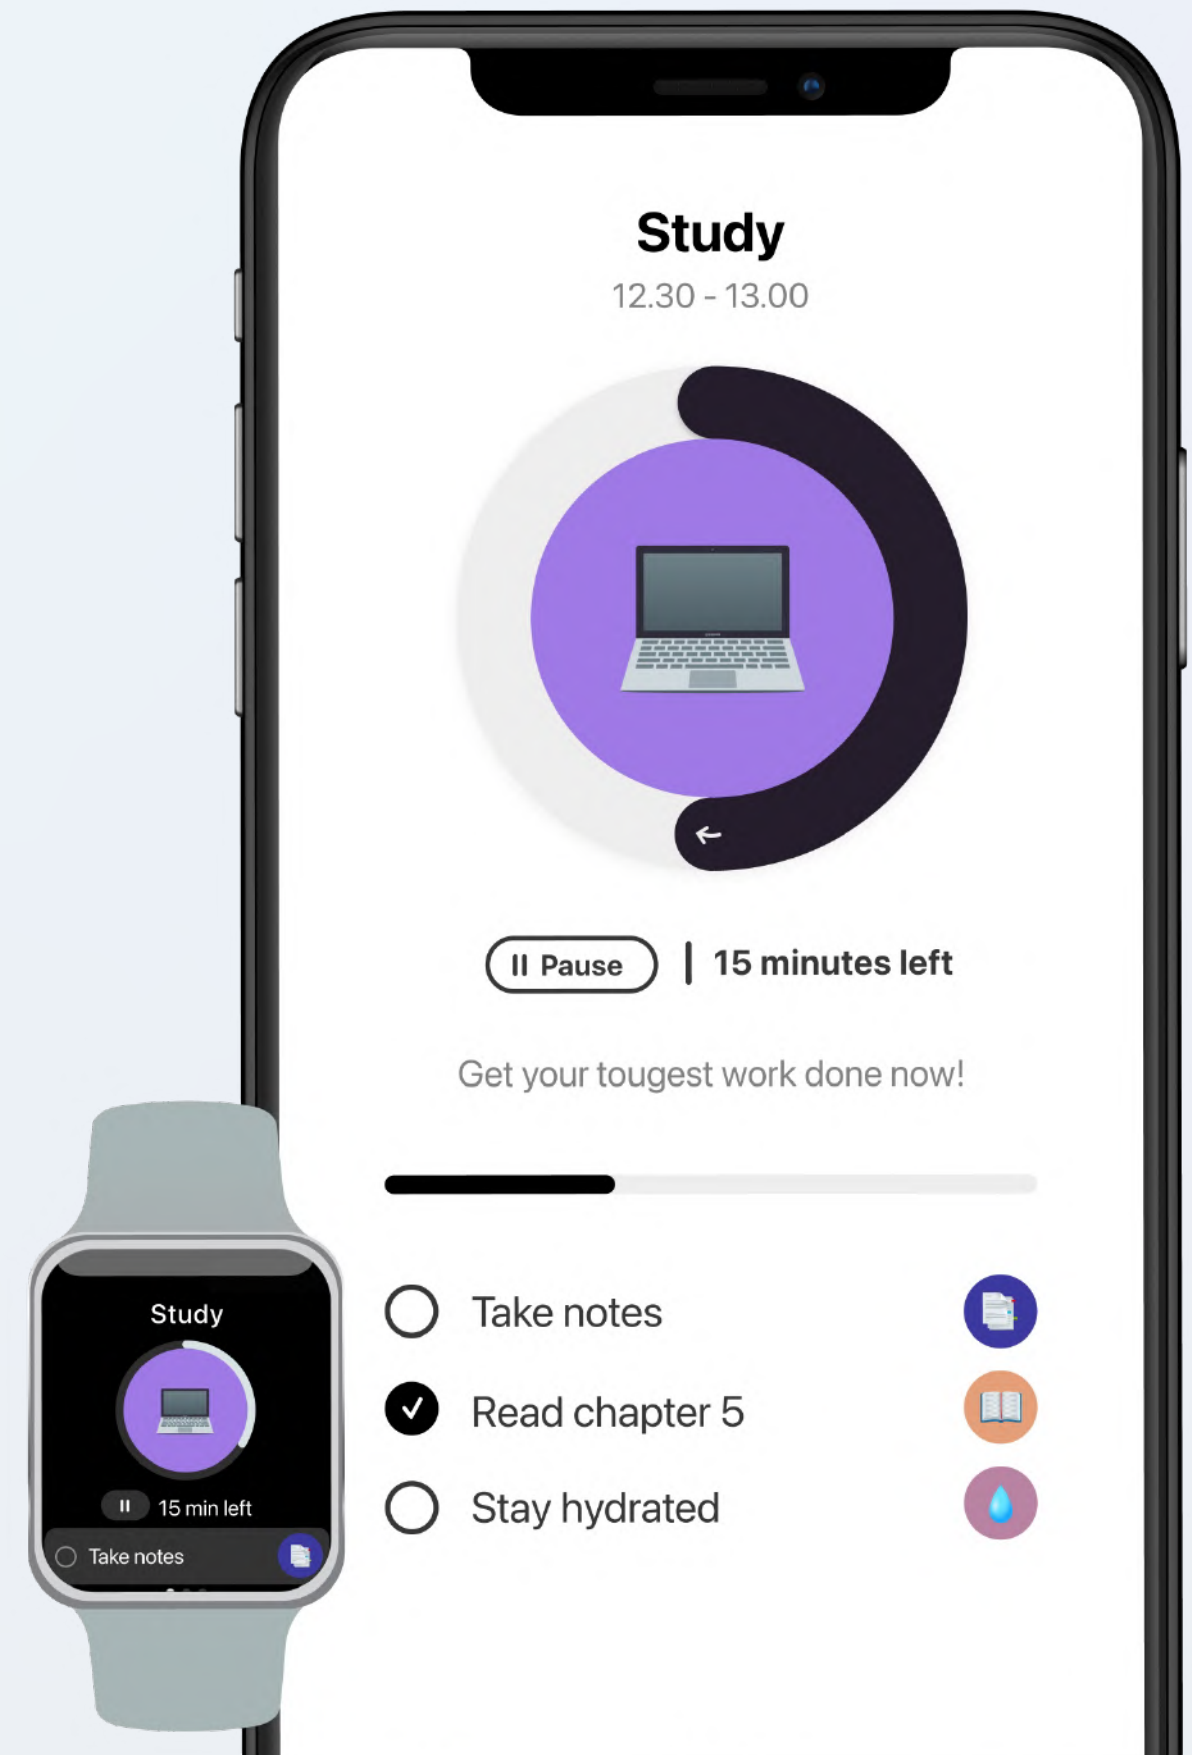 Study
12.30 - 13.00
Pause
15 minutes left
Get your tougest work done now!
Take notes
Read chapter 5
Stay hydrated
Study
15 min left
Take notes